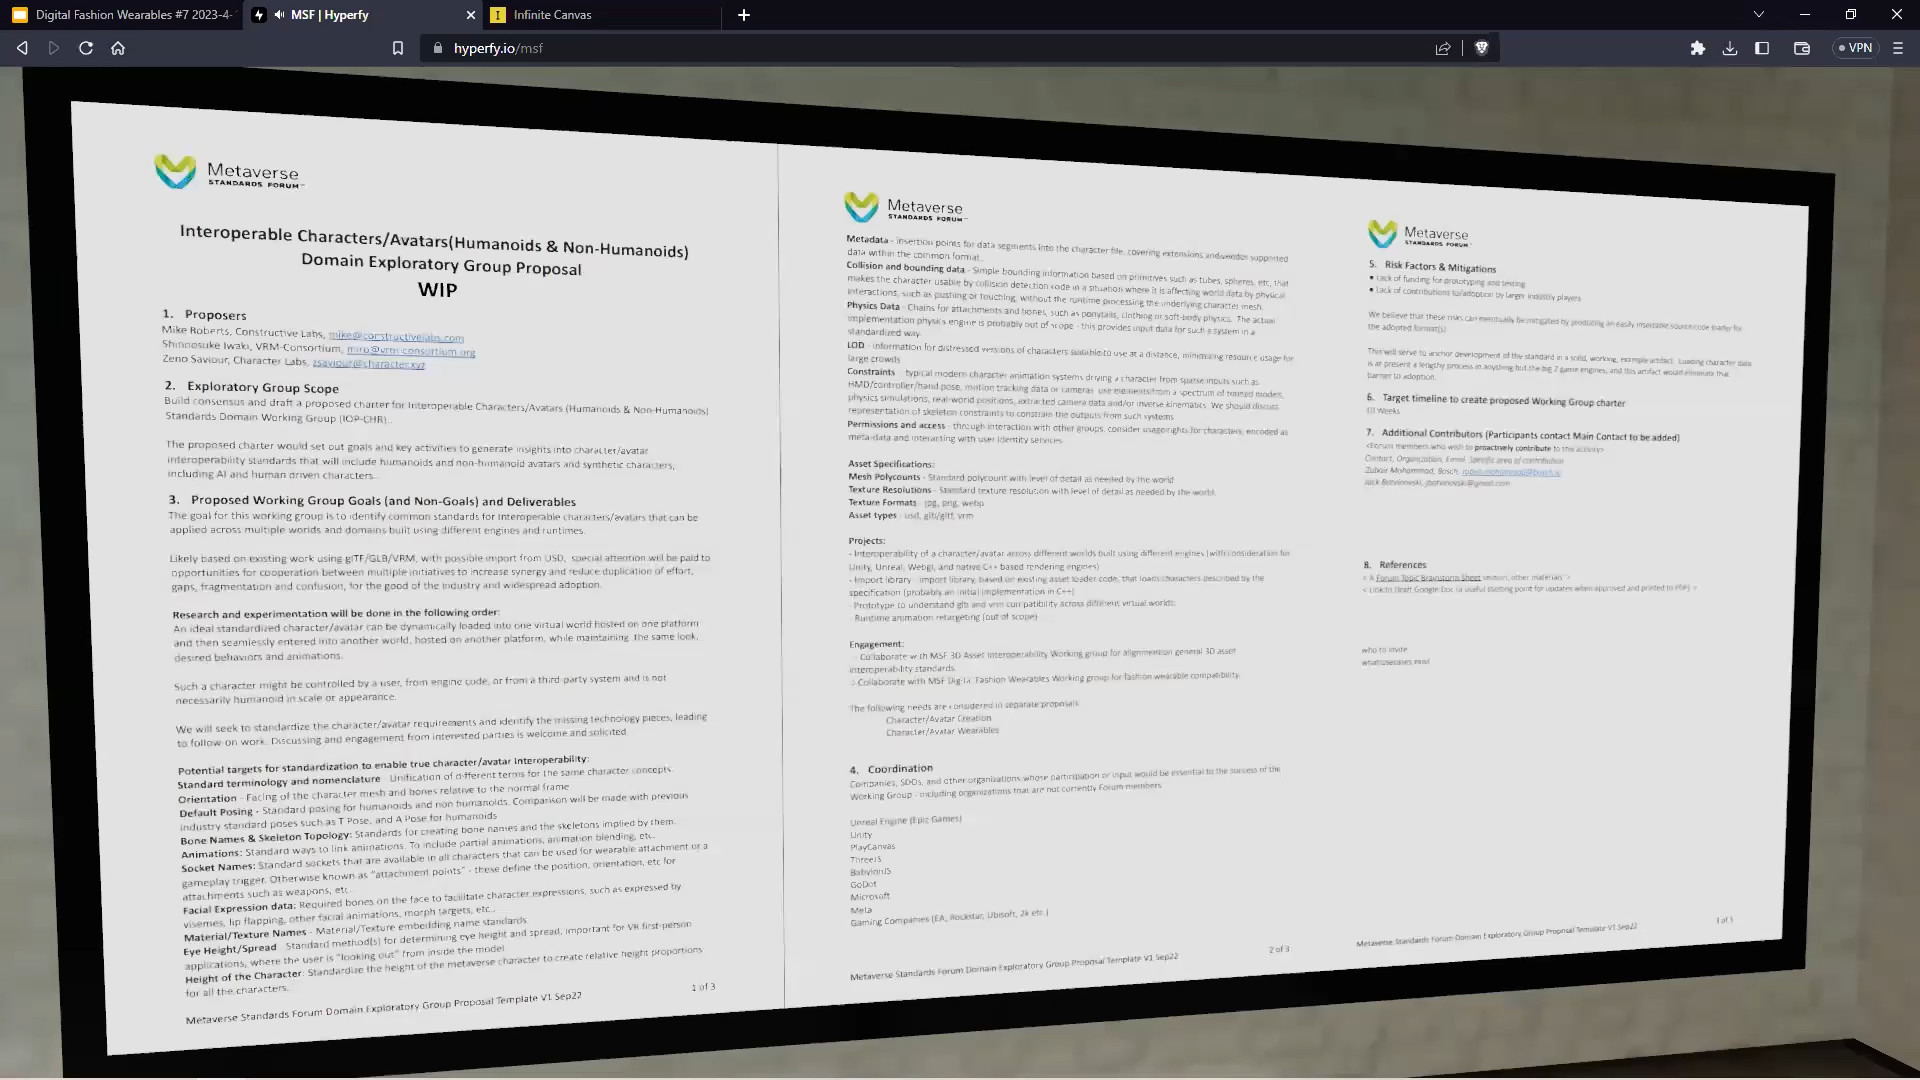 Digital Fashion Wearables #7 2023-4-
MSF | Hyperfy
Infinite Canvas
hyperfy.io/msf
VPN
Metaverse
STANDARDS FORUM™
Interoperable Characters/Avatars(Humanoids & Non-Humanoids)
Domain Exploratory Group Proposal
WIP
1. Proposers
Mike Roberts, Constructive Labs, mike@constructivelabs.com
Shinnosuke Iwaki, VRM-Consortium, miro@vrm-consortium.org
Zeno Saviour, Character Labs, zsaviour@character.xyz
2. Exploratory Group Scope
Build consensus and draft a proposed charter for Interoperable Characters/Avatars (Humanoids & Non-Humanoids)
Standards Domain Working Group (IOP-CHR)..
The proposed charter would set out goals and key activities to generate insights into character/avatar
interoperability standards that will include humanoids and non-humanoid avatars and synthetic characters,
including AI and human driven characters..
3. Proposed Working Group Goals (and Non-Goals) and Deliverables
The goal for this working group is to identify common standards for interoperable characters/avatars that can be
applied across multiple worlds and domains built using different engines and runtimes.
Likely based on existing work using glTF/GLB/VRM, with possible import from USD, special attention will be paid to
opportunities for cooperation between multiple initiatives to increase synergy and reduce duplication of effort,
gaps, fragmentation and confusion, for the good of the industry and widespread adoption.
Research and experimentation will be done in the following order:
An ideal standardized character/avatar can be dynamically loaded into one virtual world hosted on one platform
and then seamlessly entered into another world, hosted on another platform, while maintaining the same look,
desired behaviors and animations.
Such a character might be controlled by a user, from engine code, or from a third-party system and is not
necessarily humanoid in scale or appearance.
We will seek to standardize the character/avatar requirements and identify the missing technology pieces, leading
to follow-on work. Discussing and engagement from interested parties is welcome and solicited.
Potential targets for standardization to enable true character/avatar interoperability:
Standard terminology and nomenclature - Unification of different terms for the same character concepts.
Orientation - Facing of the character mesh and bones relative to the normal frame
Default Posing - Standard posing for humanoids and non humanoids. Comparison will be made with previous
industry standard poses such as T Pose, and A Pose for humanoids
Bone Names & Skeleton Topology: Standards for creating bone names and the skeletons implied by them.
Animations: Standard ways to link animations. To include partial animations, animation blending, etc..
Socket Names: Standard sockets that are available in all characters that can be used for wearable attachment or a
gameplay trigger. Otherwise known as "attachment points" - these define the position, orientation, etc for
attachments such as weapons, etc..
Facial Expression data: Required bones on the face to facilitate character expressions, such as expressed by
visemes, lip flapping, other facial animations, morph targets, etc..
Material/Texture Names - Material/Texture embedding name standards.
Eye Height/Spread - Standard method(s) for determining eye height and spread, important for VR first-person
applications, where the user is "looking out" from inside the model
Height of the Character: Standardize the height of the metaverse character to create relative height proportions
for all the characters..
Metaverse Standards Forum Domain Exploratory Group Proposal Template V1 Sep22
1 of 3
Metaverse
STANDARDS FORUM™
Metadata - Insertion points for data segments into the character file, covering extensions and vendor supported
data within the common format..
Collision and bounding data - Simple bounding information based on primitives such as tubes, spheres, etc, that
makes the character usable by collision detection code in a situation where it is affecting world data by physical
interactions, such as pushing or touching, without the runtime processing the underlying character mesh.
Physics Data - Chains for attachments and bones, such as ponytails, clothing or soft-body physics. The actual
implementation physics engine is probably out of scope - this provides input data for such a system in a
standardized way.
LOD - information for distressed versions of characters suitable to use at a distance, minimising resource usage for
large crowds
Constraints - typical modern character animation systems driving a character from sparse inputs such as
HMD/controller/hand pose, motion tracking data or cameras use elements from a spectrum of trained modes,
physics simulations, real-world positions, extracted camera data and/or inverse kinematics. We should discuss
representation of skeleton constraints to constrain the outputs from such systems
Permissions and access - through interaction with other groups, consider usage rights for characters, encoded as
metadata and interacting with user identity services.
Asset Specifications:
Mesh Polycounts - Standard polycount with level of detail as needed by the world
Texture Resolutions - Standard texture resolution with level of detail as needed by the world.
Texture Formats - jpg, png, webp
Asset types - usd, glb/gltf, vrm
Projects:
- Interoperability of a character/avatar across different worlds built using different engines (with consideration for
Unity, Unreal, Webgl, and native C++ based rendering engines)
- Import library - import library, based on existing asset loader code, that loads characters described by the
specification (probably an initial implementation in C++)
- Prototype to understand glb and vrm compatibility across different virtual worlds.
- Runtime animation retargeting (out of scope)
Engagement:
- Collaborate with MSF 3D Asset Interoperability Working group for alignment on general 3D asset
interoperability standards.
- Collaborate with MSF Digital Fashion Wearables Working group for fashion wearable compatibility.
The following needs are considered in separate proposals
Character/Avatar Creation
Character/Avatar Wearables
4. Coordination
Companies, SDOs, and other organizations whose participation or input would be essential to the success of the
Working Group - including organizations that are not currently Forum members.
Unreal Engine (Epic Games)
Unity
PlayCanvas
ThreeJS
BabylonJS
GoDot
Microsoft
Meta
Gaming Companies (EA, Rockstar, Ubisoft, 2k etc.)
Metaverse Standards Forum Domain Exploratory Group Proposal Template V1 Sep22
2 of 3
Metaverse
STANDARDS FORUM™
5. Risk Factors & Mitigations
• Lack of funding for prototyping and testing
• Lack of contributions to/adoption by larger industry players
We believe that these risks can eventually be mitigated by producing an easily insertable source code loader for
the adopted format(s).
This will serve to anchor development of the standard in a solid, working, example artifact. Loading character data
is at present a lengthy process in anything but the big 2 game engines, and this artifact would eliminate that
barrier to adoption.
6. Target timeline to create proposed Working Group charter
Weeks
7. Additional Contributors (Participants contact Main Contact to be added)
<Forum members who wish to proactively contribute to this activity>
Contact, Organization, Email, Specific area of contribution
Zubair Mohammad, Bosch,
8. References
< A Forum Topic Brainstorm Sheet section, other materials >
< Link to Draft Google Doc (a useful starting point for updates when approved and printed to PDF) >
who to invite
what usecases
Metaverse Standards Forum Domain Exploratory Group Proposal Template V1 Sep22
3 of 3